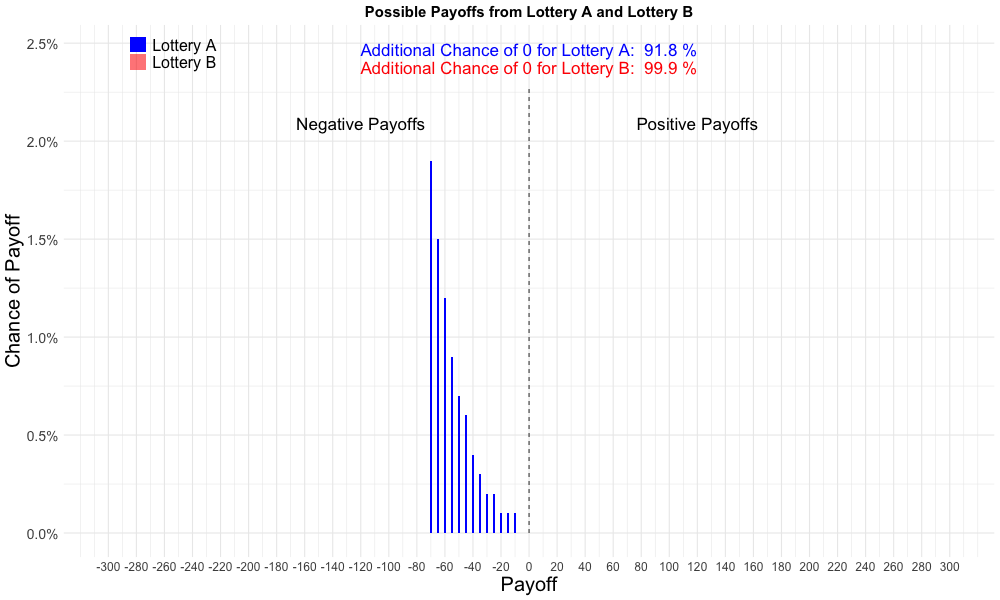 Possible Payoffs from Lottery A and Lottery B
Lottery A
Lottery B
Additional Chance of 0 for Lottery A:  91.8 %
Additional Chance of 0 for Lottery B:  99.9 %
Negative Payoffs
Positive Payoffs
Chance of Payoff
2.5%
2.0%
1.5%
1.0%
0.5%
0.0%
-300 -280 -260 -240 -220 -200 -180 -160 -140 -120 -100 -80 -60 -40 -20 0 20 40 60 80 100 120 140 160 180 200 220 240 260 280 300
Payoff